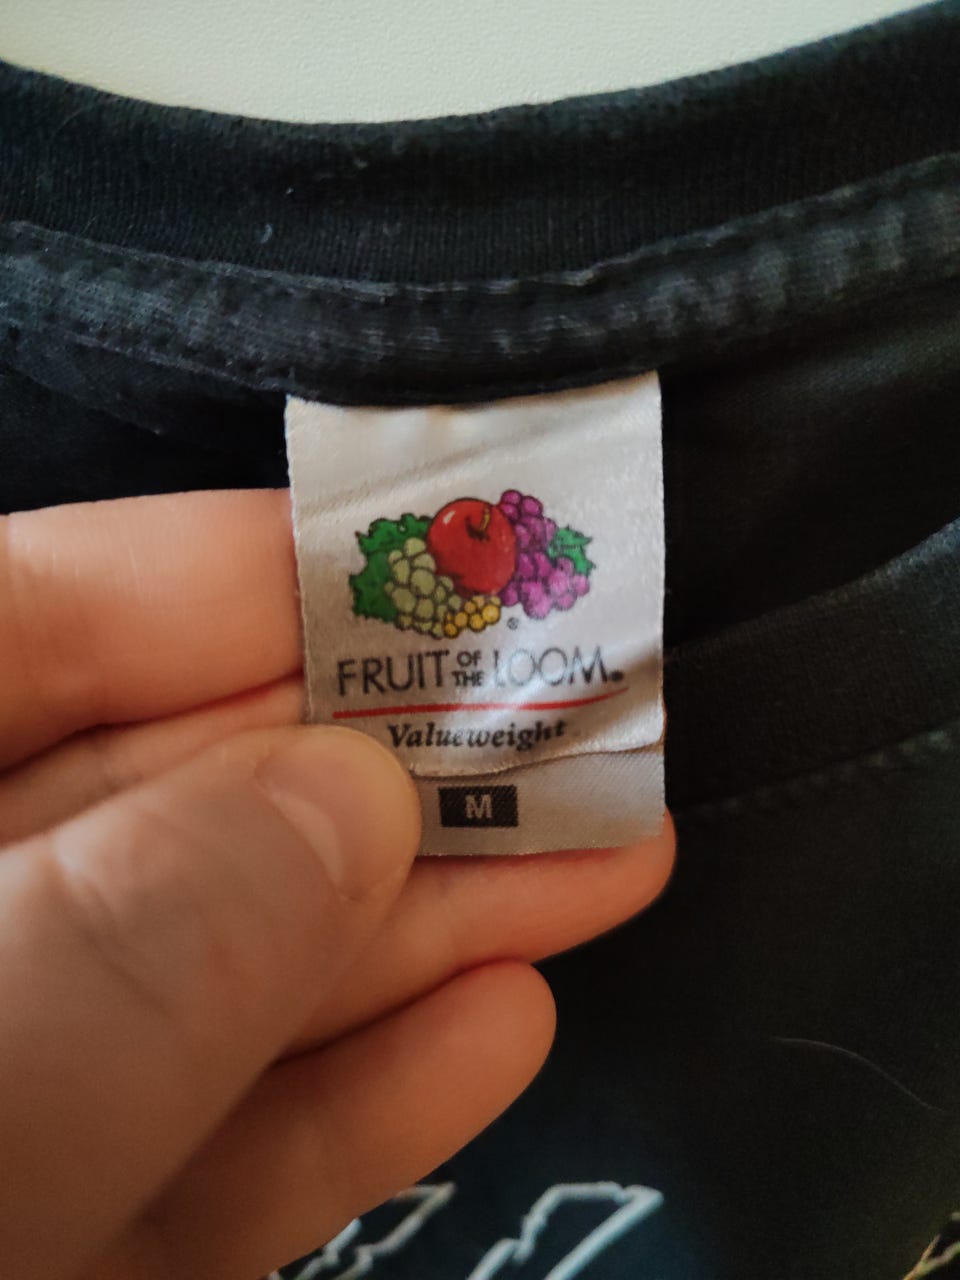 FRUIT OF THE LOOM®
Valueweight
M